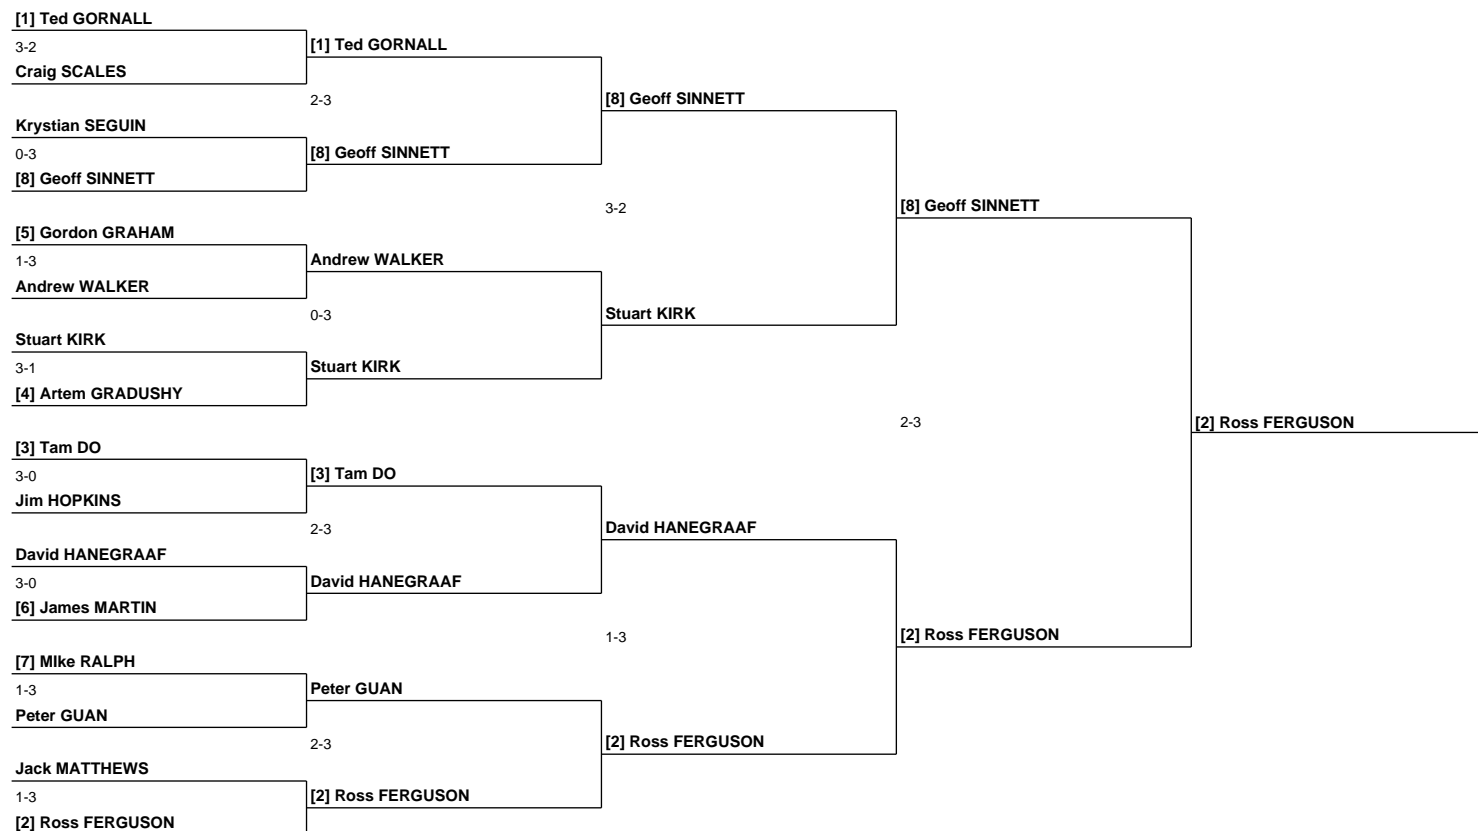 [1] Ted GORNALL
3-2
[1] Ted GORNALL
Craig SCALES
2-3
[8] Geoff SINNETT
Krystian SEGUIN
0-3
[8] Geoff SINNETT
[8] Geoff SINNETT
3-2
[8] Geoff SINNETT
[5] Gordon GRAHAM
1-3
Andrew WALKER
Andrew WALKER
0-3
Stuart KIRK
Stuart KIRK
3-1
Stuart KIRK
[4] Artem GRADUSHY
2-3
[2] Ross FERGUSON
[3] Tam DO
3-0
[3] Tam DO
Jim HOPKINS
2-3
David HANEGRAAF
David HANEGRAAF
3-0
David HANEGRAAF
[6] James MARTIN
1-3
[2] Ross FERGUSON
[7] MIke RALPH
1-3
Peter GUAN
Peter GUAN
2-3
[2] Ross FERGUSON
Jack MATTHEWS
1-3
[2] Ross FERGUSON
[2] Ross FERGUSON